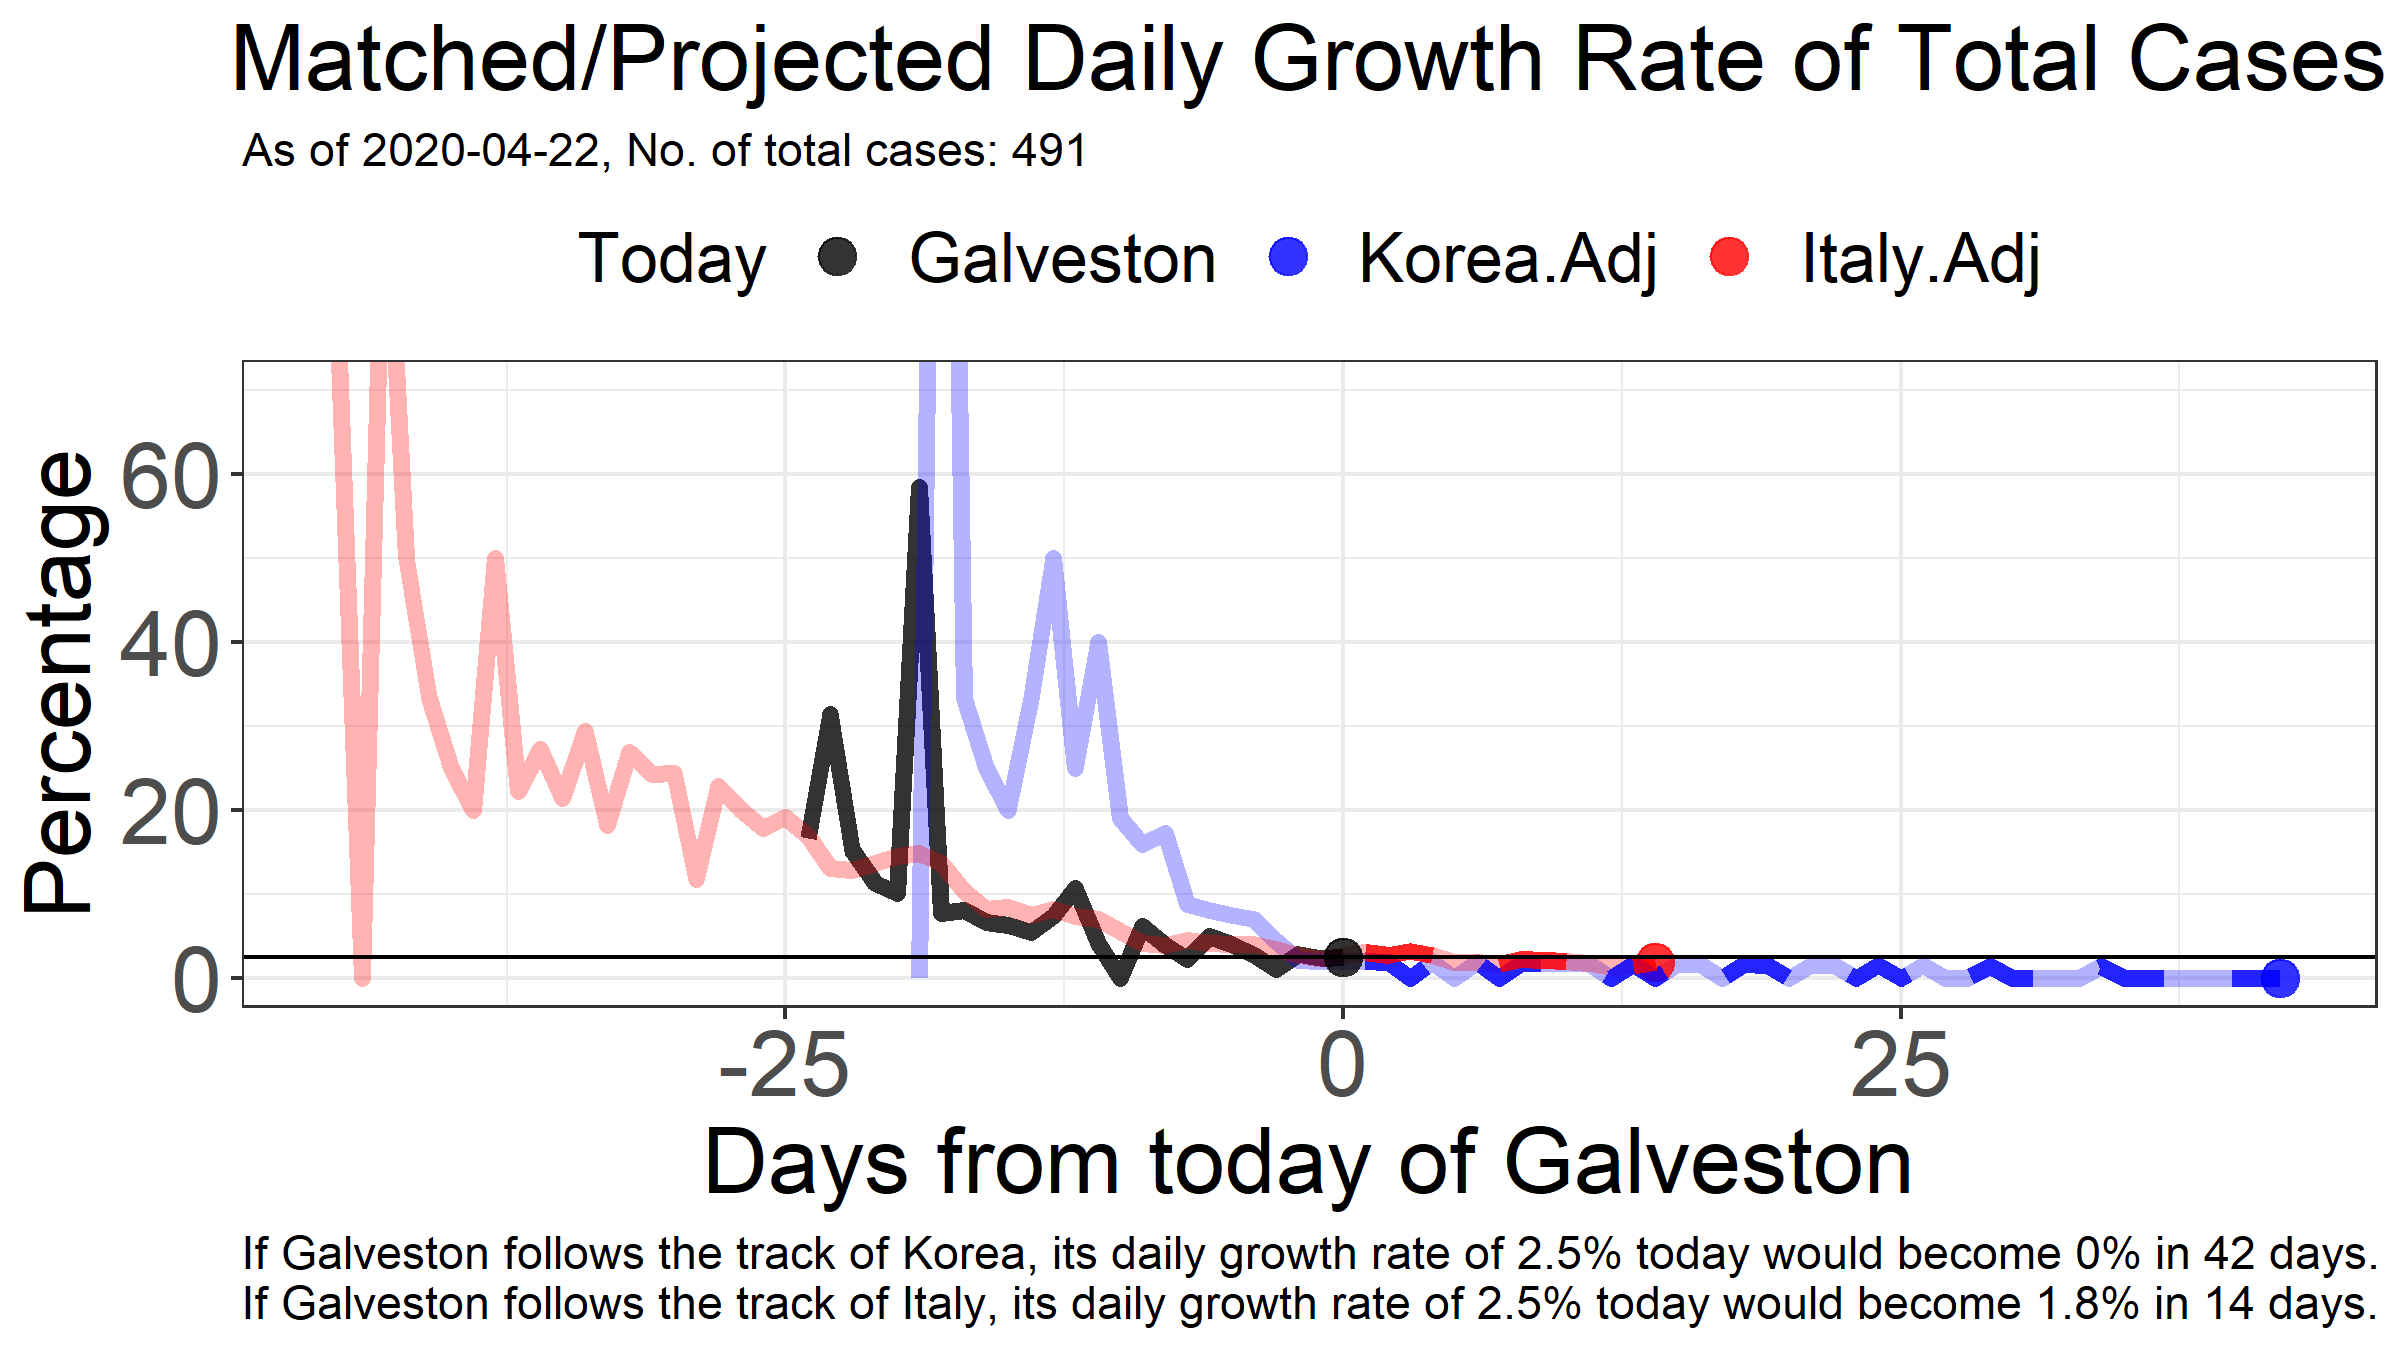 Matched/Projected Daily Growth Rate of Total Cases
As of 2020-04-22, No. of total cases: 491
Today Galveston Korea.Adj Italy.Adj
Percentage
60
40
20
0
-25 0 25
Days from today of Galveston
If Galveston follows the track of Korea, its daily growth rate of 2.5% today would become 0% in 42 days.
If Galveston follows the track of Italy, its daily growth rate of 2.5% today would become 1.8% in 14 days.